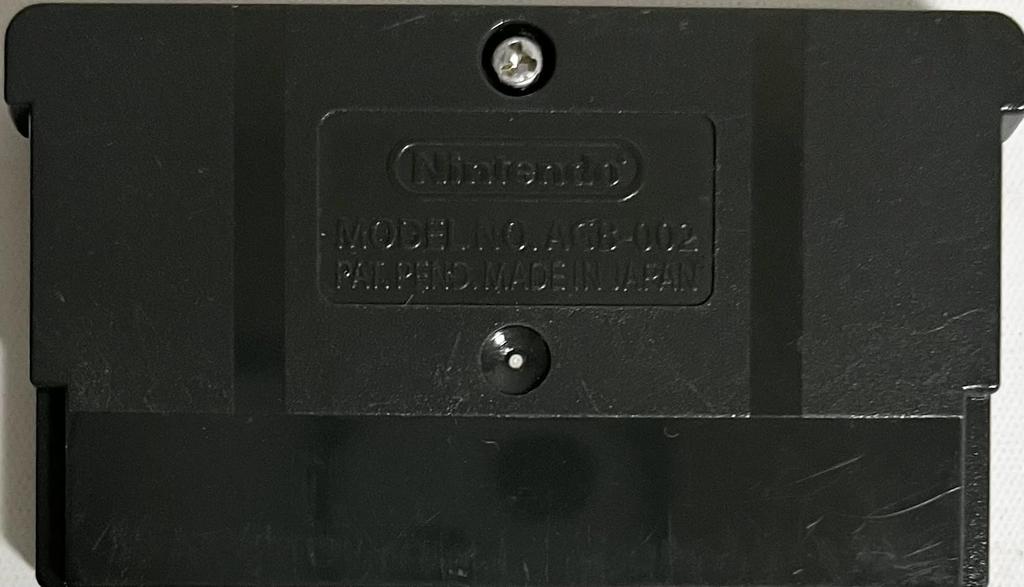 Nintendo
MODEL NO. AGB-002
PAT. PEND. MADE IN JAPAN